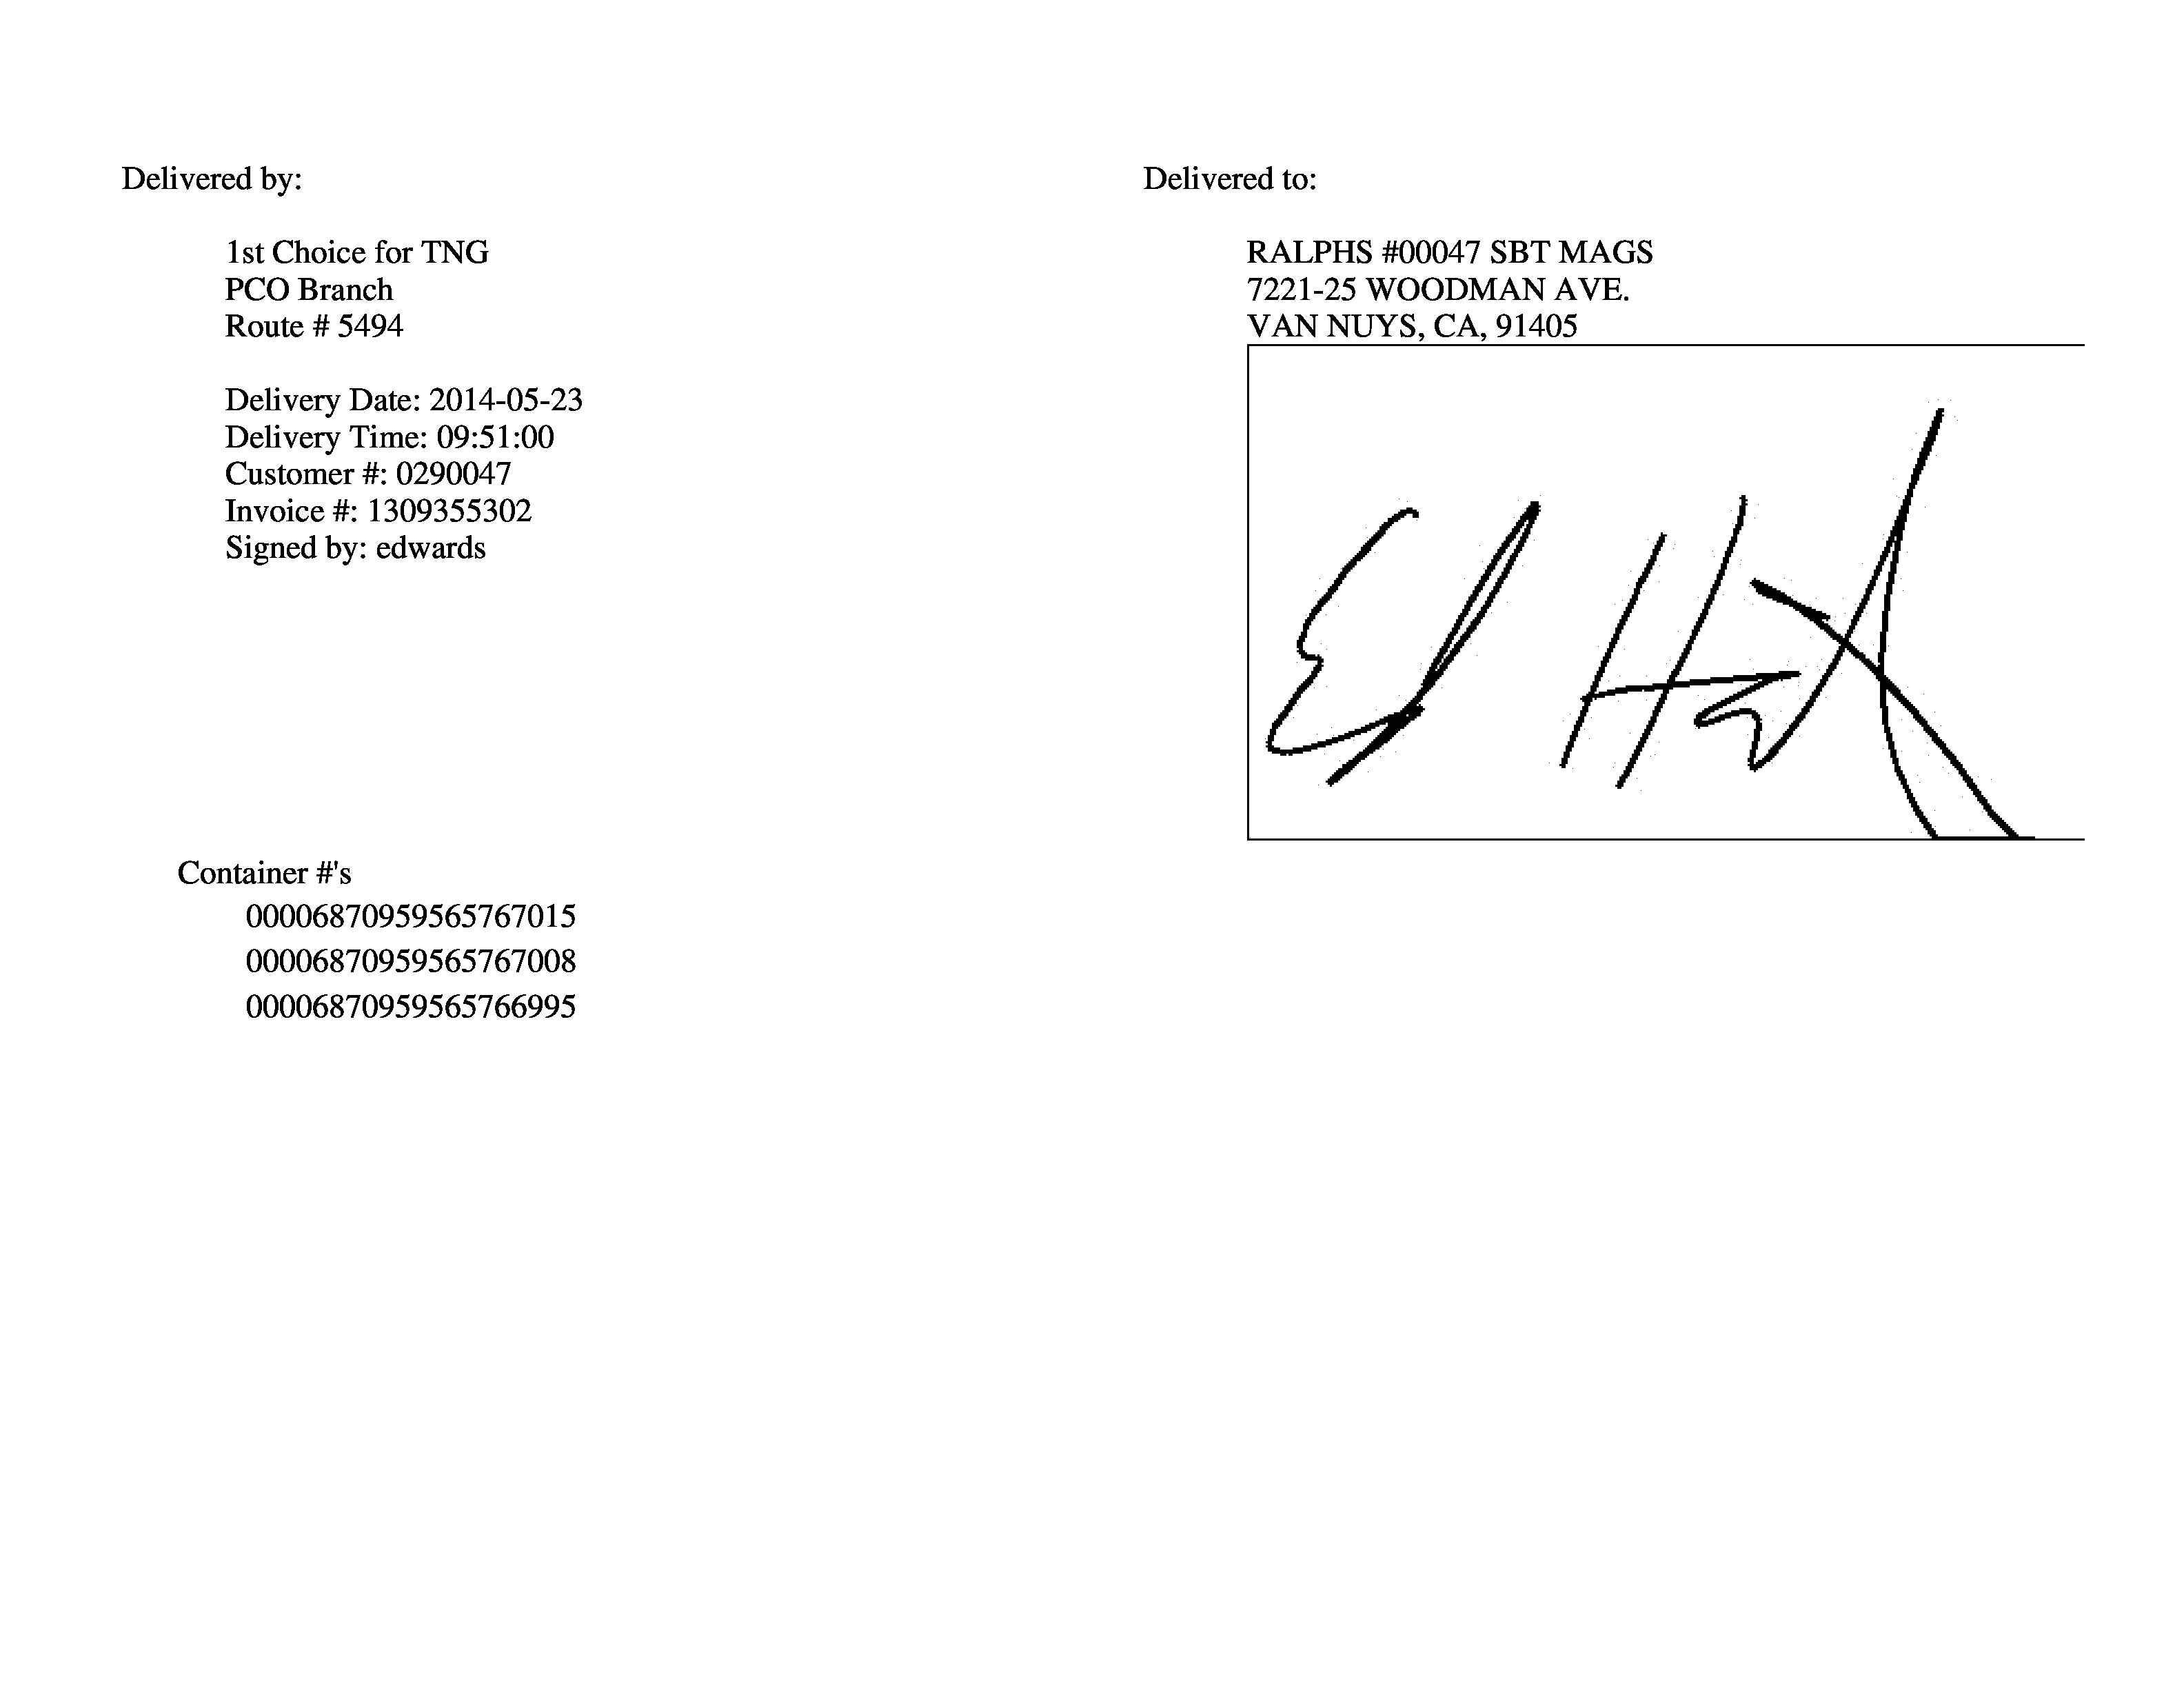 Delivered by:
1st Choice for TNG
PCO Branch
Route # 5494
Delivery Date: 2014-05-23
Delivery Time: 09:51:00
Customer #: 0290047
Invoice #: 1309355302
Signed by: edwards
Delivered to:
RALPHS #00047 SBT MAGS
7221-25 WOODMAN AVE.
VAN NUYS, CA, 91405
Container #'s
00006870959565767015
00006870959565767008
00006870959565766995